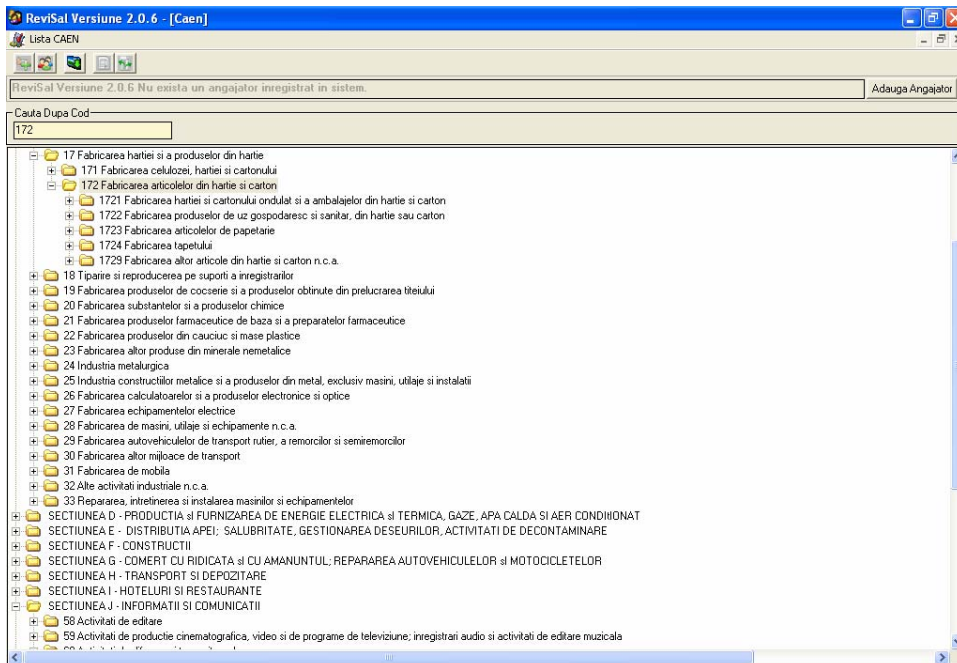 ReviSal Versiune 2.0.6 - [Caen]
Lista CAEN
ReviSal Versiune 2.0.6 Nu exista un angajator inregistrat in sistem.
Adauga Angajator
Cauta Dupa Cod
172
17 Fabricarea hartiei si a produselor din hartie
171 Fabricarea celulozei, hartiei si cartonului
172 Fabricarea articolelor din hartie si carton
1721 Fabricarea hartiei si cartonului ondulat si a ambalajelor din hartie si carton
1722 Fabricarea produselor de uz gospodaresc si sanitar, din hartie sau carton
1723 Fabricarea articolelor de papetarie
1724 Fabricarea tapetului
1729 Fabricarea altor articole din hartie si carton n.c.a.
18 Tiparire si reproducerea pe suporti a inregistrarilor
19 Fabricarea produselor de cocserie si a produselor obtinute din prelucrarea titeiului
20 Fabricarea substantelor si a produselor chimice
21 Fabricarea produselor farmaceutice de baza si a preparatelor farmaceutice
22 Fabricarea produselor din cauciuc si mase plastice
23 Fabricarea altor produse din minerale nemetalice
24 Industria metalurgica
25 Industria constructiilor metalice si a produselor din metal, exclusiv masini, utilaje si instalatii
26 Fabricarea calculatoarelor si a produselor electronice si optice
27 Fabricarea echipamentelor electrice
28 Fabricarea de masini, utilaje si echipamente n.c.a.
29 Fabricarea autovehiculelor de transport rutier, a remorcilor si semiremorcilor
30 Fabricarea altor mijloace de transport
31 Fabricarea de mobila
32 Alte activitati industriale n.c.a.
33 Repararea, intretinerea si instalarea masinilor si echipamentelor
SECTIUNEA D - PRODUCTIA sI FURNIZAREA DE ENERGIE ELECTRICA sI TERMICA, GAZE, APA CALDA SI AER CONDItIONAT
SECTIUNEA E - DISTRIBUTIA APEI; SALUBRITATE, GESTIONAREA DESEURILOR, ACTIVITATI DE DECONTAMINARE
SECTIUNEA F - CONSTRUCTII
SECTIUNEA G - COMERT CU RIDICATA sI CU AMANUNTUL; REPARAREA AUTOVEHICULELOR sI MOTOCICLETELOR
SECTIUNEA H - TRANSPORT SI DEPOZITARE
SECTIUNEA I - HOTELURI SI RESTAURANTE
SECTIUNEA J - INFORMATII SI COMUNICATII
58 Activitati de editare
59 Activitati de productie cinematografica, video si de programe de televiziune; inregistrari audio si activitati de editare muzicala